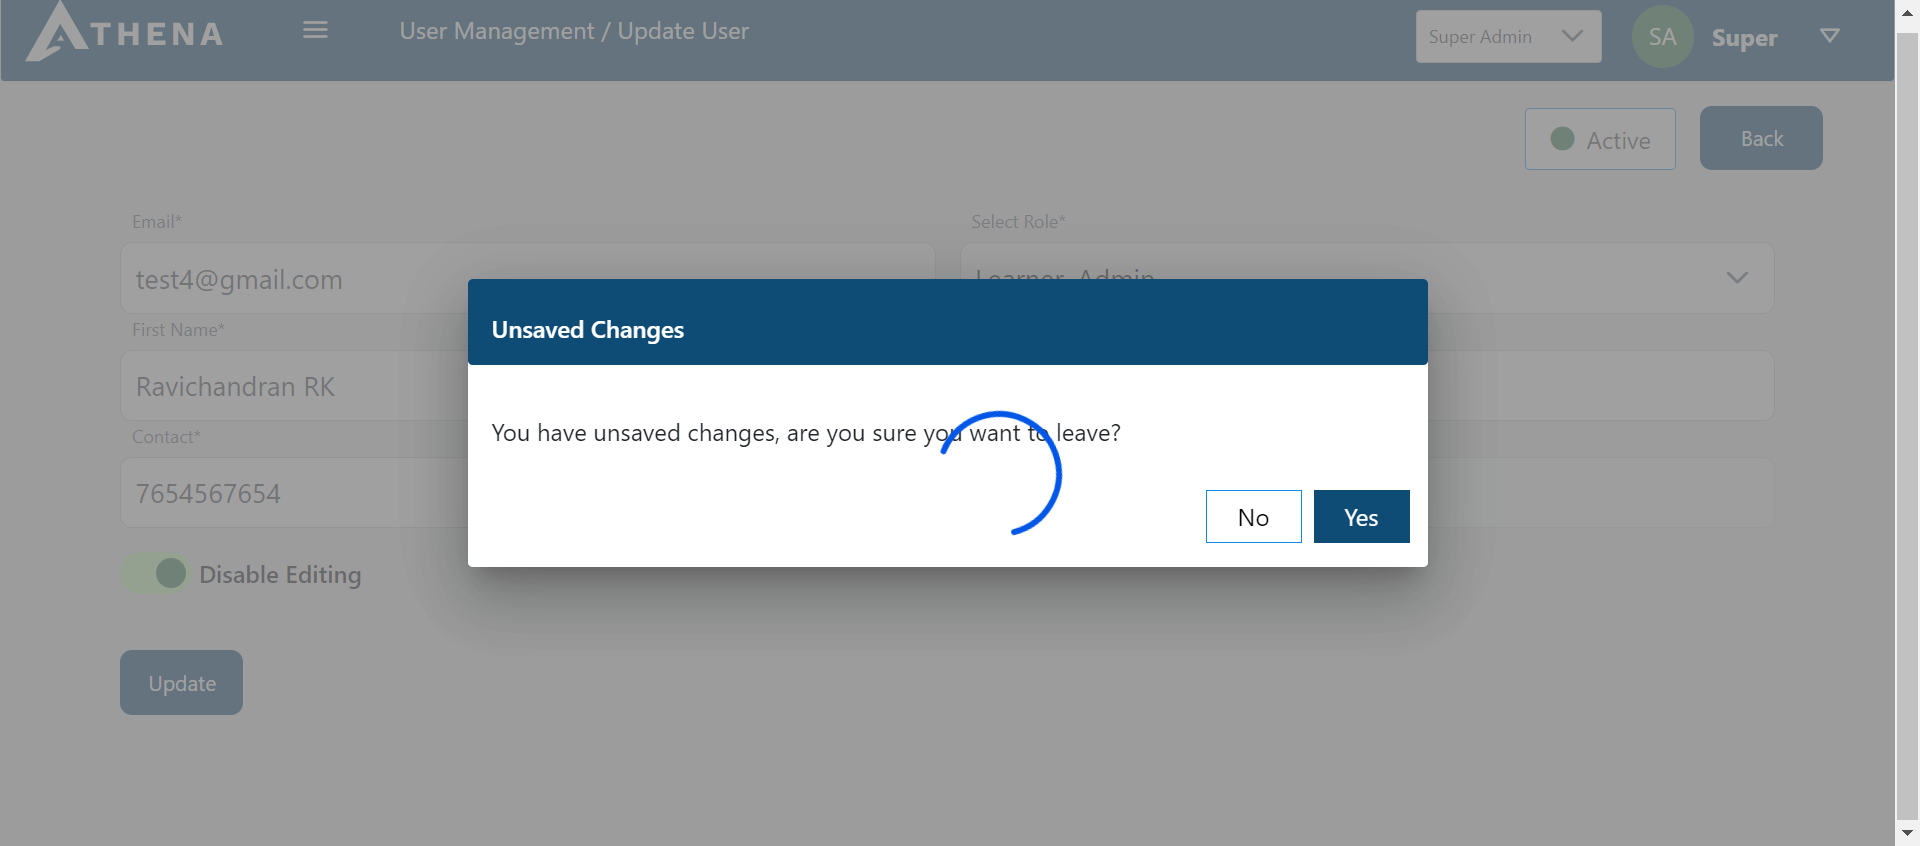 ATHENA
User Management / Update User
Super Admin
SA
Super
Active
Back
Email*
Select Role*
test4@gmail.com
Learner, Admin
First Name*
Ravichandran RK
Contact*
7654567654
Unsaved Changes
You have unsaved changes, are you sure you want to leave?
No
Yes
Disable Editing
Update